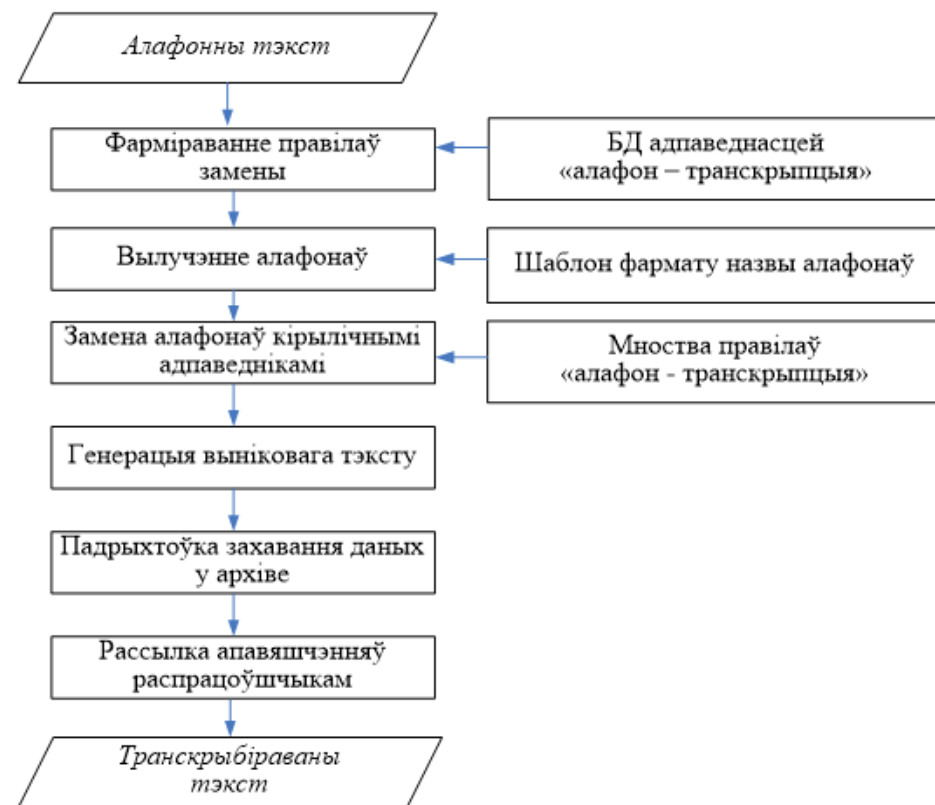 Алафонны тэкст
Фарміраванне правілаў
замены
БД адпаведнасцей
«алафон – транскрыпцыя»
Вылучэнне алафонаў
Шаблон фармату назвы алафонаў
Замена алафонаў кірылічнымі
адпаведнікамі
Мноства правілаў
«алафон - транскрыпцыя»
Генерацыя выніковага тэксту
Падрыхтоўка захавання даных
у архіве
Рассылка апавяшчэнняў
распрацоўшчыкам
Транскрыбіраваны
тэкст